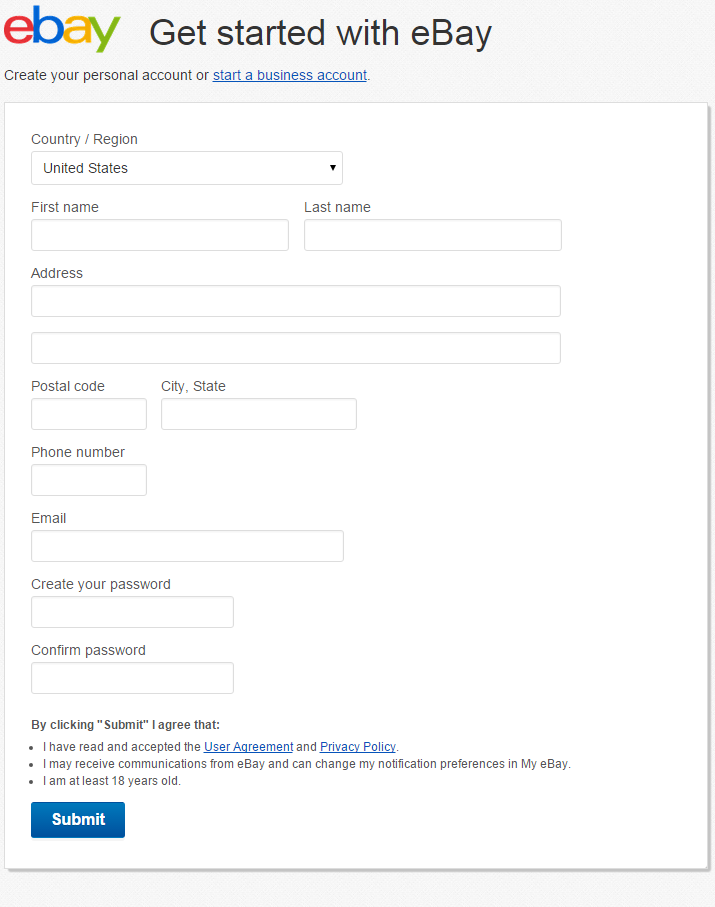 ebay Get started with eBay
Create your personal account or start a business account.
Country / Region
United States
First name Last name
Address
Postal code City, State
Phone number
Email
Create your password
Confirm password
By clicking "Submit" I agree that:
• I have read and accepted the User Agreement and Privacy Policy.
• I may receive communications from eBay and can change my notification preferences in My eBay.
• I am at least 18 years old.
Submit